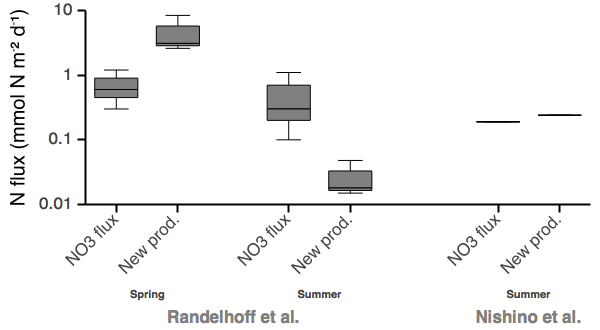 N flux (mmol N m⁻² d⁻¹)
10
1
0.1
0.01
NO3 flux
New prod.
NO3 flux
New prod.
NO3 flux
New prod.
Spring
Summer
Summer
Randelhoff et al.
Nishino et al.